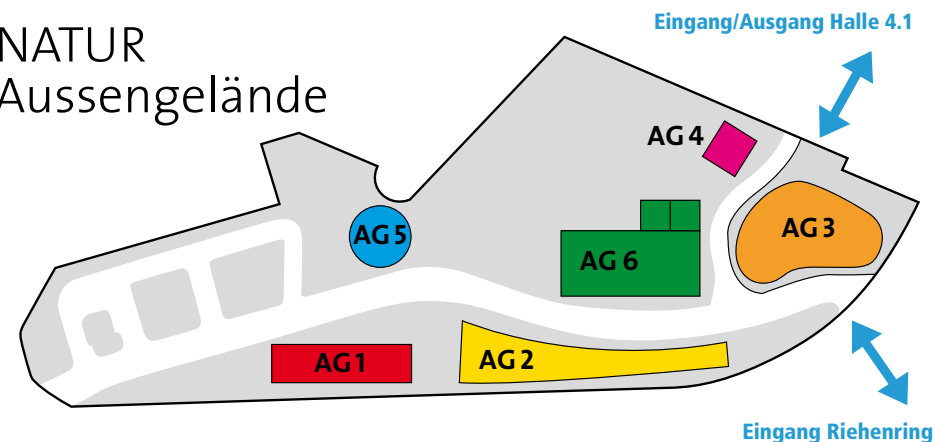 NATUR
Aussengelände
Eingang/Ausgang Halle 4.1
AG 4
AG 3
AG 5
AG 6
AG 1
AG 2
Eingang Riehenring